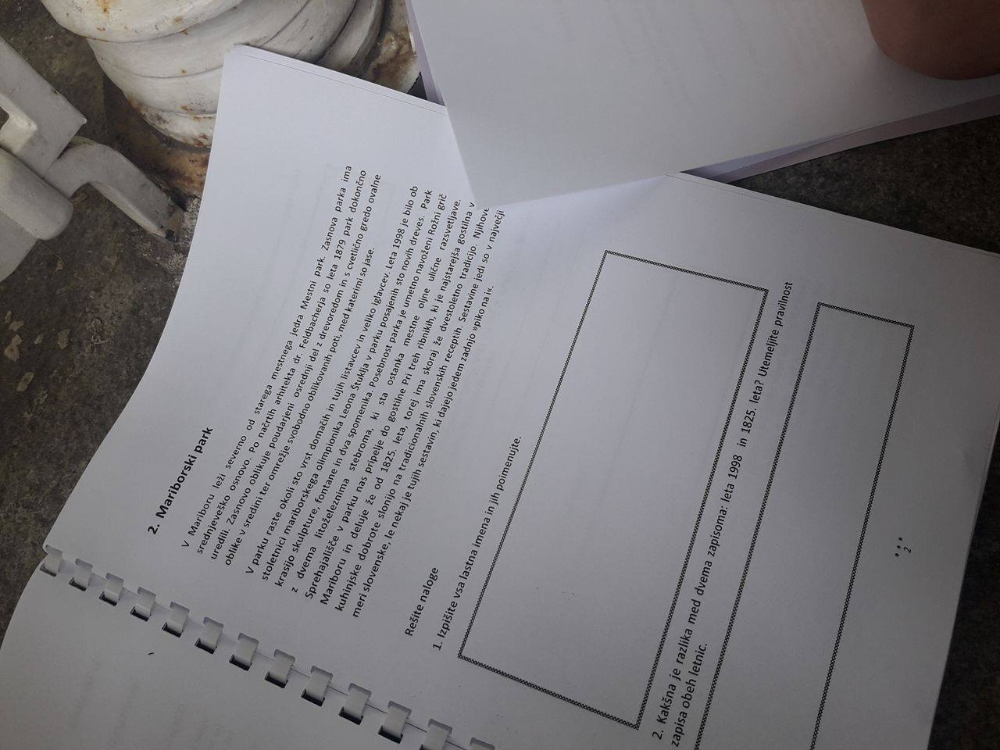 2. Mariborski park
V Mariboru leži severno od starega mestnega jedra Mestni park. Zasnova parka ima
srednjeveško osnovo. Po načrtih arhitekta dr. Feldbacherja so leta 1879 park dokončno
uredili. Zasnovo oblikuje poudarjeni osrednji del z drevoredom in s cvetlično gredo ovalne
oblike v sredini ter omrežje svobodno oblikovanih poti, med katerimi so jase.
V parku raste okoli sto vrst domačih in tujih listavcev in veliko iglavcev. Leta 1998 je bilo ob
stoletnici mariborskega olimpionika Leona Štuklja v parku posajenih sto novih dreves. Park
krasijo skulpture, fontane in dva spomenika. Posebnost parka je umetno navoženi Rožni grič
z dvema litoželeznima stebroma, ki sta ostanka mestne oljne ulične razsvetljave.
Sprehajališče v parku nas pripelje do gostilne Pri treh ribnikih, ki je najstarejša gostilna v
Mariboru in deluje že od 1825. leta, torej ima skoraj že dvestoletno tradicijo.
kuhinjske dobrote slonijo na tradicionalnih slovenskih receptih. Sestavine jedi so v največji
meri slovenske, le nekaj je tujih sestavin, ki dajejo jedem zadnjo »piko na i«.
Rešite naloge
1. Izpišite vsa lastna imena in jih poimenujte.
2. Kakšna je razlika med dvema zapisoma: leta 1998 in 1825. leta? Utemeljite pravilnost
zapisa obeh letnic.
2